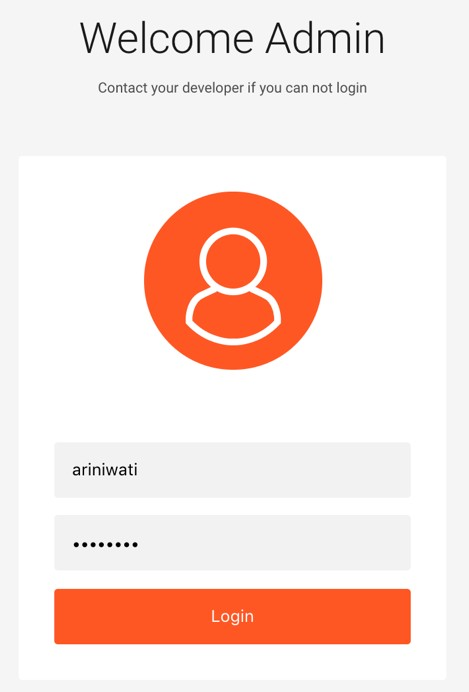 Welcome Admin
Contact your developer if you can not login
ariniwati
••••••••
Login